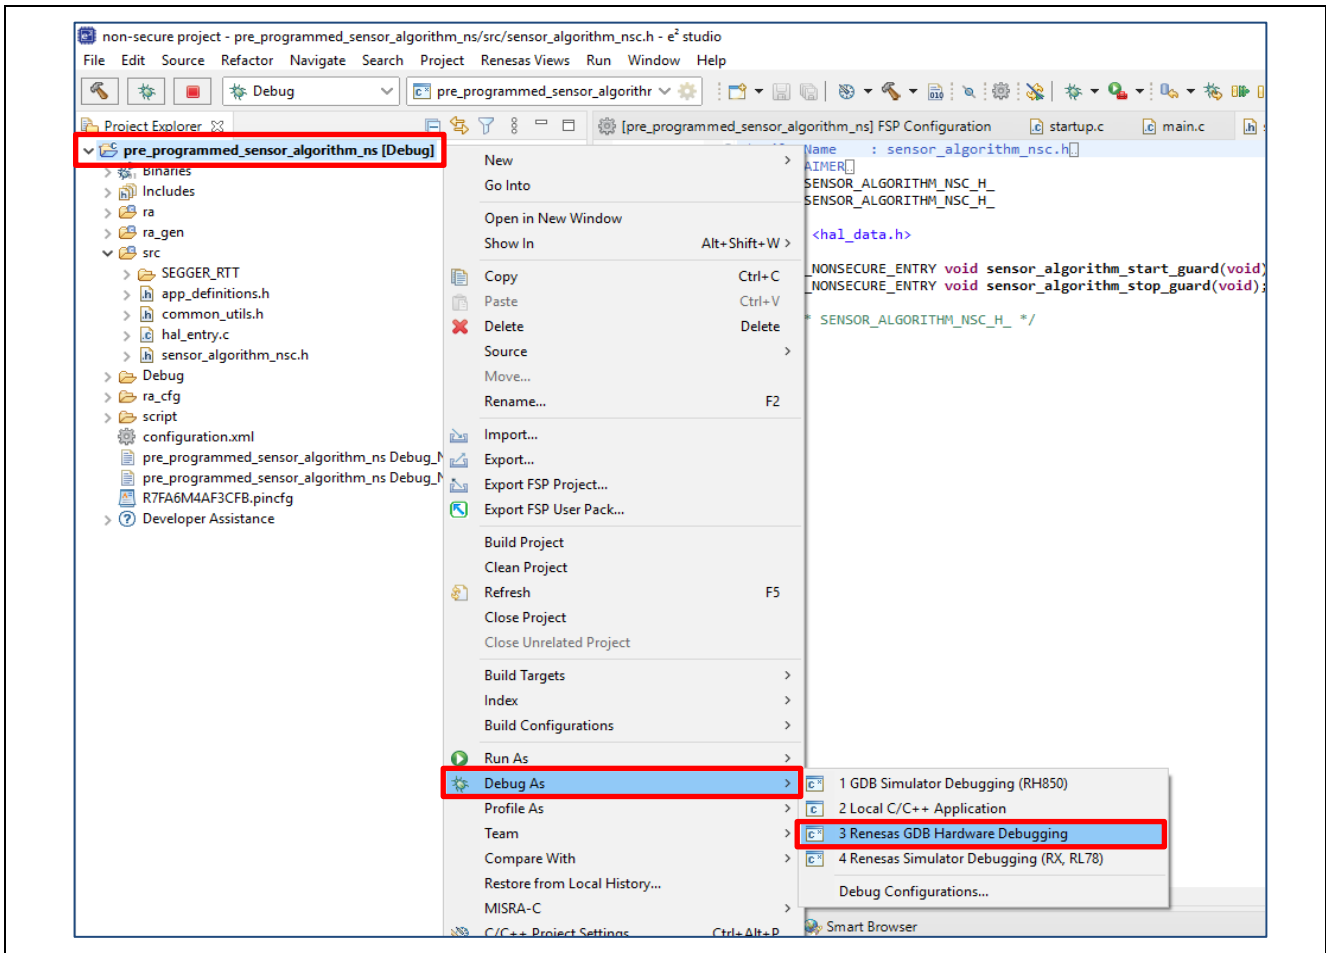 non-secure project - pre_programmed_sensor_algorithm_ns/src/sensor_algorithm_nsc.h - e² studio
File Edit Source Refactor Navigate Search Project Renesas Views Run Window Help
Debug pre_programmed_sensor_algorithr
Project Explorer
[pre_programmed_sensor_algorithm_ns] FSP Configuration startup.c main.c
pre_programmed_sensor_algorithm_ns [Debug]
Binaries
Includes
ra
ra_gen
src
SEGGER_RTT
app_definitions.h
common_utils.h
hal_entry.c
sensor_algorithm_nsc.h
Debug
ra_cfg
script
configuration.xml
pre_programmed_sensor_algorithm_ns Debug_N
pre_programmed_sensor_algorithm_ns Debug_N
R7FA6M4AF3CFB.pincfg
Developer Assistance
Name : sensor_algorithm_nsc.h
AIMER
SENSOR_ALGORITHM_NSC_H_
SENSOR_ALGORITHM_NSC_H_
<hal_data.h>
_NONSECURE_ENTRY void sensor_algorithm_start_guard(void)
_NONSECURE_ENTRY void sensor_algorithm_stop_guard(void);
* SENSOR_ALGORITHM_NSC_H_ */
New
Go Into
Open in New Window
Show In Alt+Shift+W >
Copy Ctrl+C
Paste Ctrl+V
Delete Delete
Source
Move...
Rename... F2
Import...
Export...
Export FSP Project...
Export FSP User Pack...
Build Project
Clean Project
Refresh F5
Close Project
Close Unrelated Project
Build Targets
Index
Build Configurations
Run As
Debug As
Profile As
Team
Compare With
Restore from Local History...
MISRA-C
C/C++ Project Settings Ctrl+Alt+P
1 GDB Simulator Debugging (RH850)
2 Local C/C++ Application
3 Renesas GDB Hardware Debugging
4 Renesas Simulator Debugging (RX, RL78)
Debug Configurations...
Smart Browser